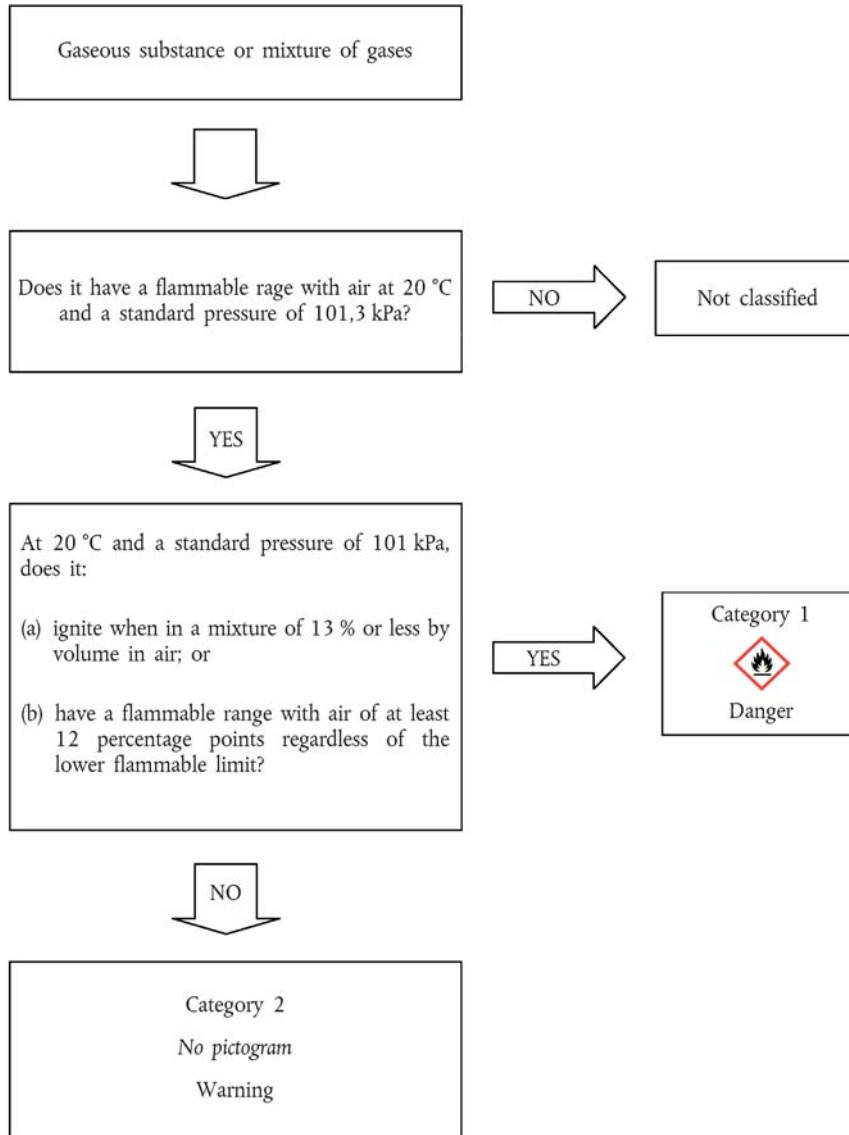 Gaseous substance or mixture of gases
Does it have a flammable rage with air at 20 °C
and a standard pressure of 101,3 kPa?
NO
Not classified
YES
At 20 °C and a standard pressure of 101 kPa,
does it:
(a) ignite when in a mixture of 13 % or less by
volume in air; or
(b) have a flammable range with air of at least
12 percentage points regardless of the
lower flammable limit?
YES
Category 1
Danger
NO
Category 2
No pictogram
Warning